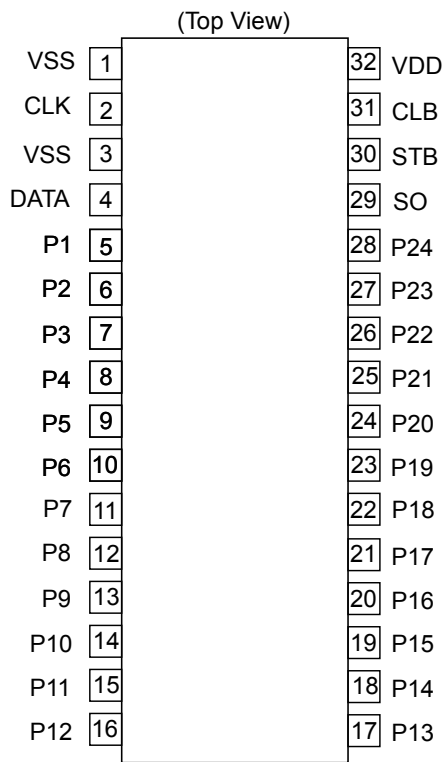 (Top View)
VSS 1 32 VDD
CLK 2 31 CLB
VSS 3 30 STB
DATA 4 29 SO
P1 5 28 P24
P2 6 27 P23
P3 7 26 P22
P4 8 25 P21
P5 9 24 P20
P6 10 23 P19
P7 11 22 P18
P8 12 21 P17
P9 13 20 P16
P10 14 19 P15
P11 15 18 P14
P12 16 17 P13